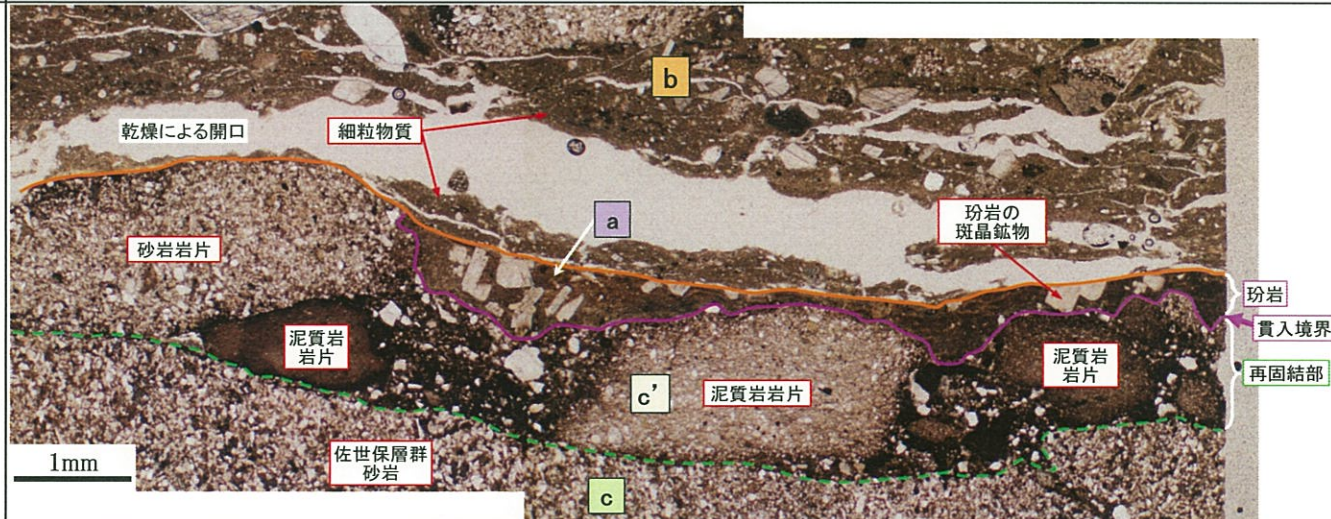 b
乾燥による開口
細粒物質
a
玢岩の
斑晶鉱物
砂岩岩片
玢岩
貫入境界
泥質岩
岩片
泥質岩
岩片
再固結部
c'
泥質岩岩片
佐世保層群
砂岩
1mm
c